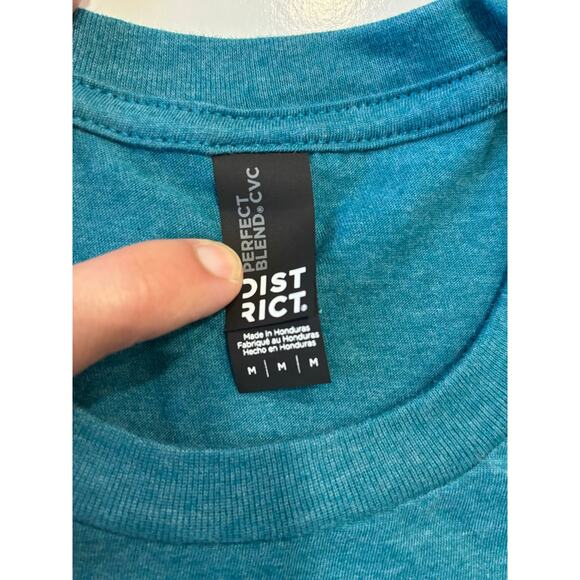 PERFECT
BLEND® CVC
DIST
RICT.
Made in Honduras
Fabriqué au Honduras
Hecho en Honduras
M | M | M